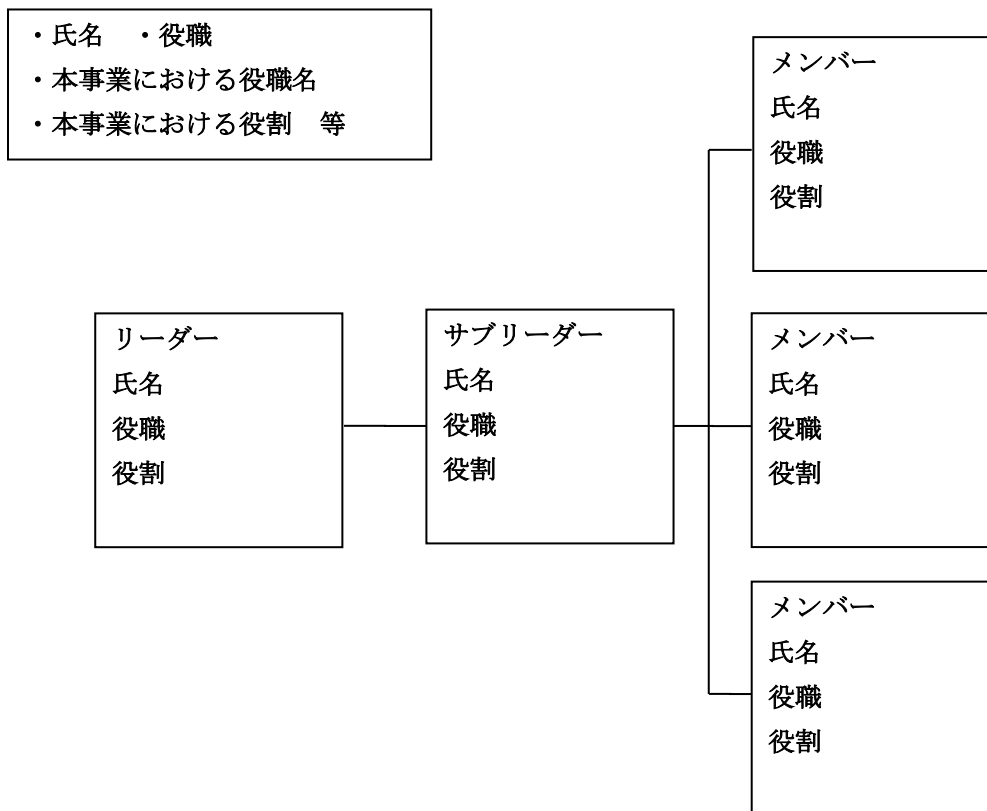 ・氏名　・役職
・本事業における役職名
・本事業における役割　等
メンバー
氏名
役職
役割
リーダー
氏名
役職
役割
サブリーダー
氏名
役職
役割
メンバー
氏名
役職
役割
メンバー
氏名
役職
役割